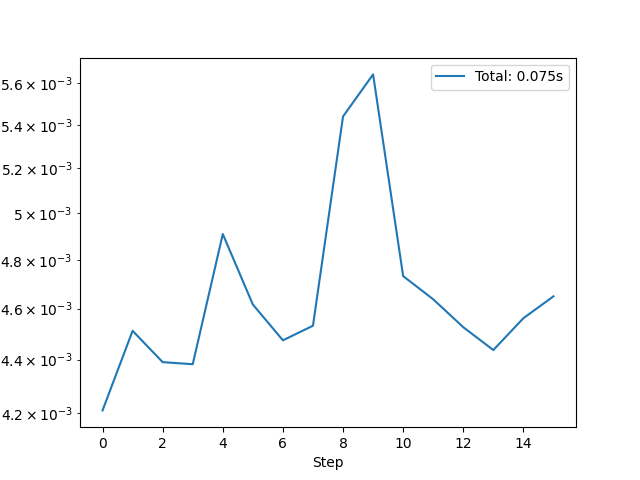 Total: 0.075s
5.6 × 10⁻³
5.4 × 10⁻³
5.2 × 10⁻³
5 × 10⁻³
4.8 × 10⁻³
4.6 × 10⁻³
4.4 × 10⁻³
4.2 × 10⁻³
0 2 4 6 8 10 12 14
Step